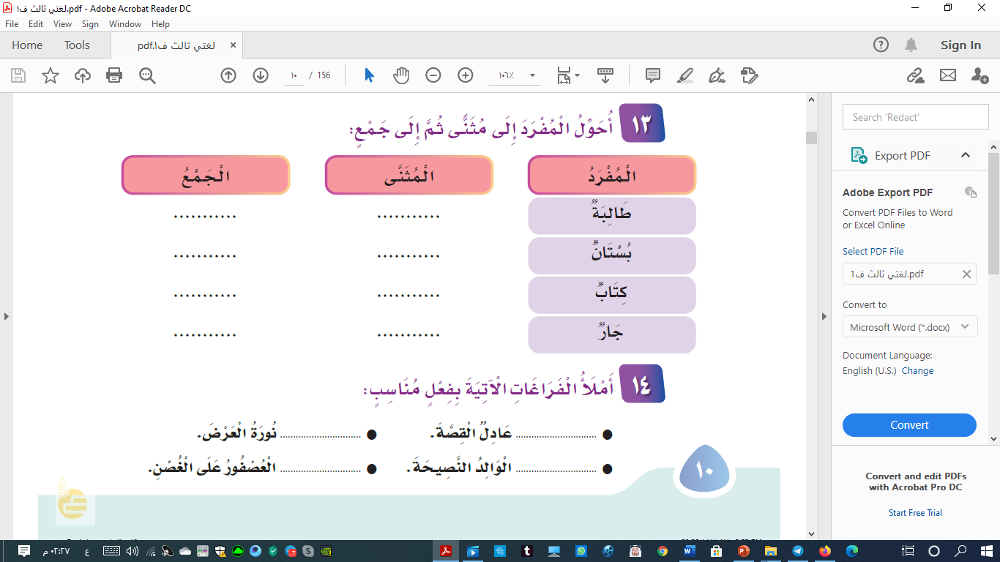 لغتي ثالث ف١.pdf - Adobe Acrobat Reader DC
File Edit View Sign Window Help
Home Tools لغتي ثالث ف١.pdf Sign In
١٠ / 156 ١٠٦٪
١٣ أُحَوِّلُ الْمُفْرَدَ إِلَى مُثَنًّى ثُمَّ إِلَى جَمْعٍ:
الْمُفْرَدُ الْمُثَنَّى الْجَمْعُ
طَالِبَةٌ ........... ...........
بُسْتَانٌ ........... ...........
كِتَابٌ ........... ...........
جَارٌ ........... ...........
١٤ أَمْلَأُ الْفَرَاغَاتِ الْآتِيَةَ بِفِعْلٍ مُنَاسِبٍ:
● ............................... عَادِلٌ الْقِصَّةَ. ● ............................... نُورَةُ الْعَرْضَ.
● ............................... الْوَالِدُ النَّصِيحَةَ. ● ............................... الْعُصْفُورُ عَلَى الْغُصْنِ.
١٠
Search 'Redact'
Export PDF
Adobe Export PDF
Convert PDF Files to Word
or Excel Online
Select PDF File
لغتي ثالث ف1.pdf
Convert to
Microsoft Word (*.docx)
Document Language:
English (U.S.) Change
Convert
Convert and edit PDFs
with Acrobat Pro DC
Start Free Trial
٠٢:٢٧ م ع